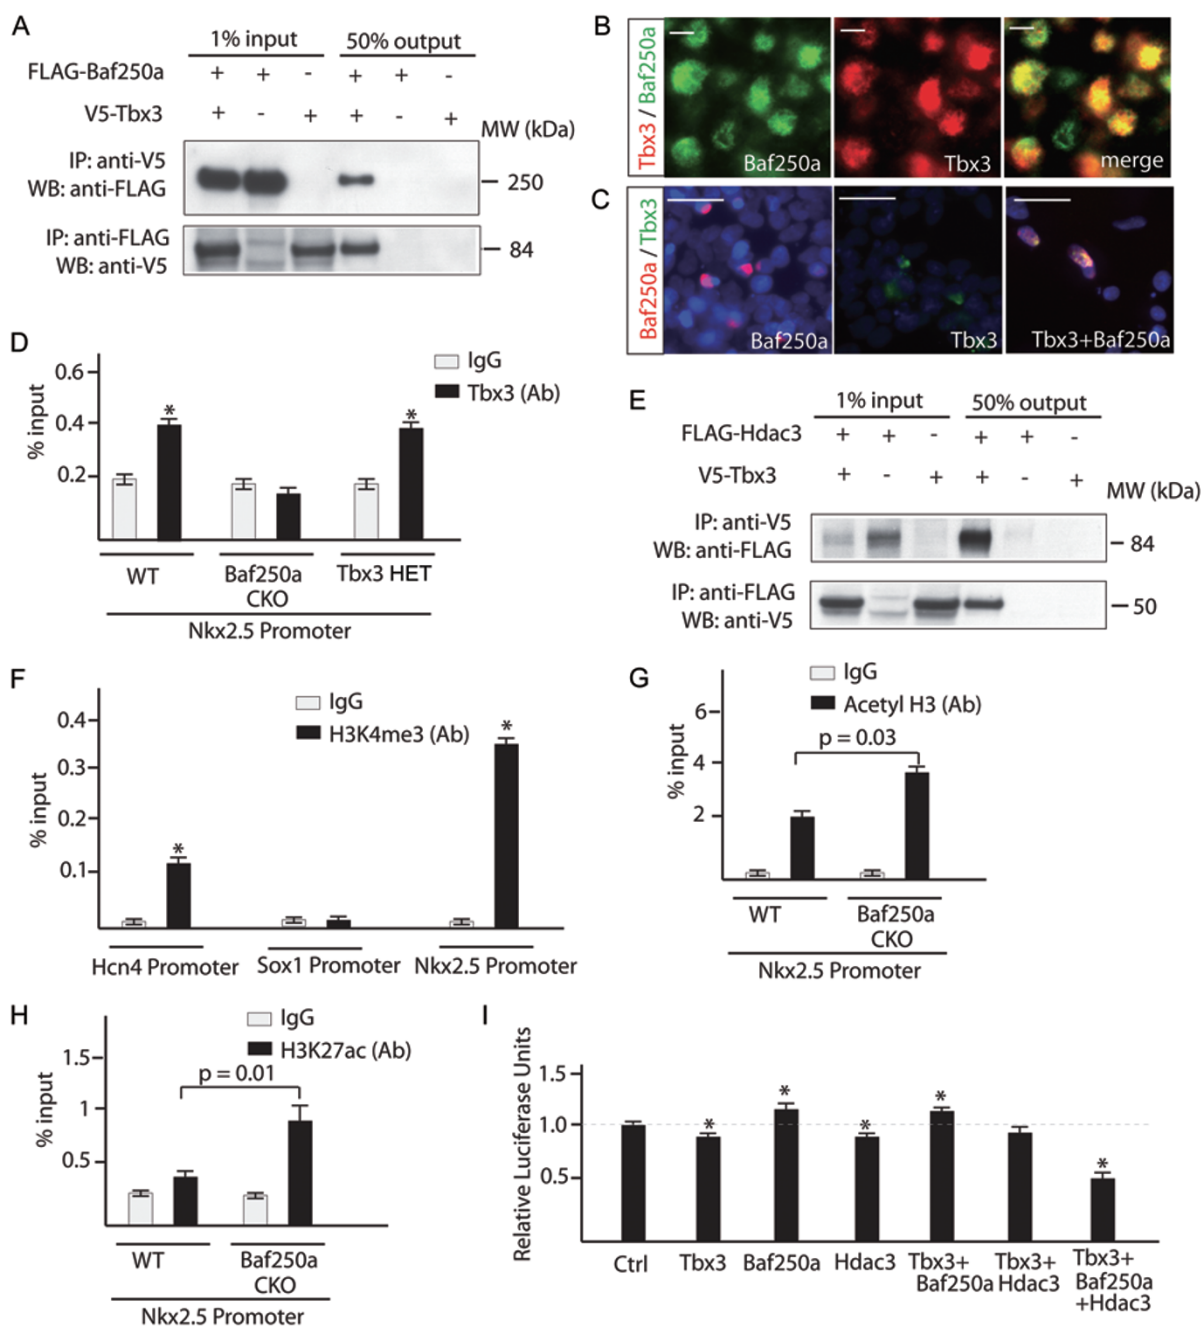 A
1% input
50% output
FLAG-Baf250a
+ + - + + -
V5-Tbx3
+ - + + - +
MW (kDa)
IP: anti-V5
WB: anti-FLAG
250
IP: anti-FLAG
WB: anti-V5
84
B
Tbx3 / Baf250a
Baf250a
Tbx3
merge
C
Baf250a / Tbx3
Baf250a
Tbx3
Tbx3+Baf250a
D
IgG
Tbx3 (Ab)
% input
0.6
0.4
0.2
*
*
WT
Baf250a
CKO
Tbx3 HET
Nkx2.5 Promoter
E
1% input
50% output
FLAG-Hdac3
+ + - + + -
V5-Tbx3
+ - + + - +
MW (kDa)
IP: anti-V5
WB: anti-FLAG
84
IP: anti-FLAG
WB: anti-V5
50
F
IgG
H3K4me3 (Ab)
% input
0.4
0.3
0.2
0.1
*
*
Hcn4 Promoter
Sox1 Promoter
Nkx2.5 Promoter
G
IgG
Acetyl H3 (Ab)
p = 0.03
% input
6
4
2
WT
Baf250a
CKO
Nkx2.5 Promoter
H
IgG
H3K27ac (Ab)
p = 0.01
% input
1.5
1
0.5
WT
Baf250a
CKO
Nkx2.5 Promoter
I
Relative Luciferase Units
1.5
1.0
0.5
*
*
*
*
*
Ctrl
Tbx3
Baf250a
Hdac3
Tbx3+
Baf250a
Tbx3+
Hdac3
Tbx3+
Baf250a
+Hdac3